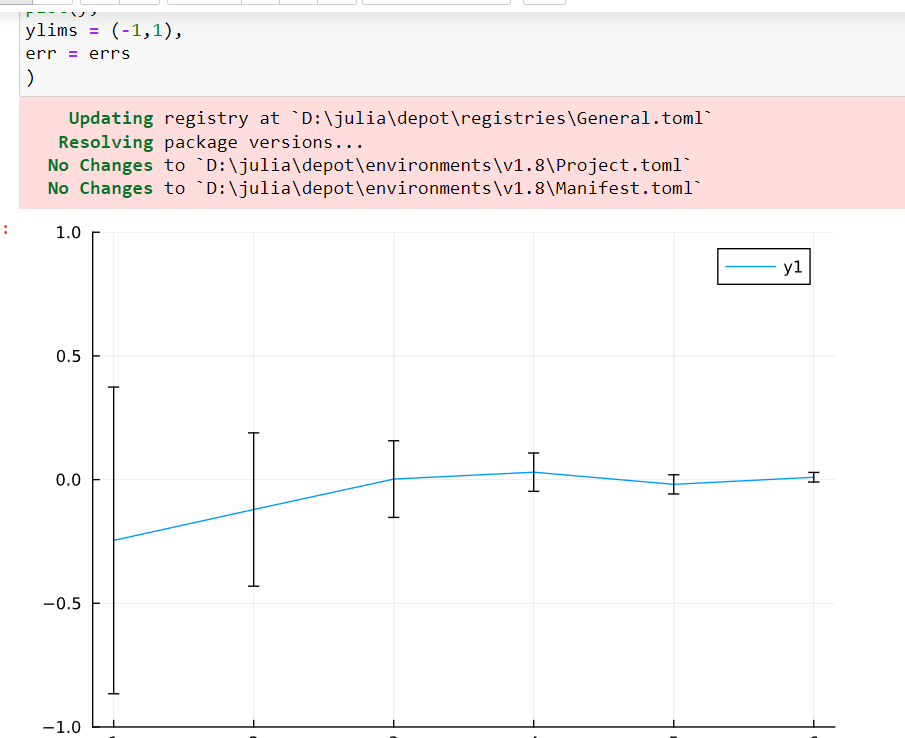 ylims = (-1,1),
err = errs
)
Updating registry at `D:\julia\depot\registries\General.toml`
Resolving package versions...
No Changes to `D:\julia\depot\environments\v1.8\Project.toml`
No Changes to `D:\julia\depot\environments\v1.8\Manifest.toml`
:
1.0
y1
0.5
0.0
−0.5
−1.0